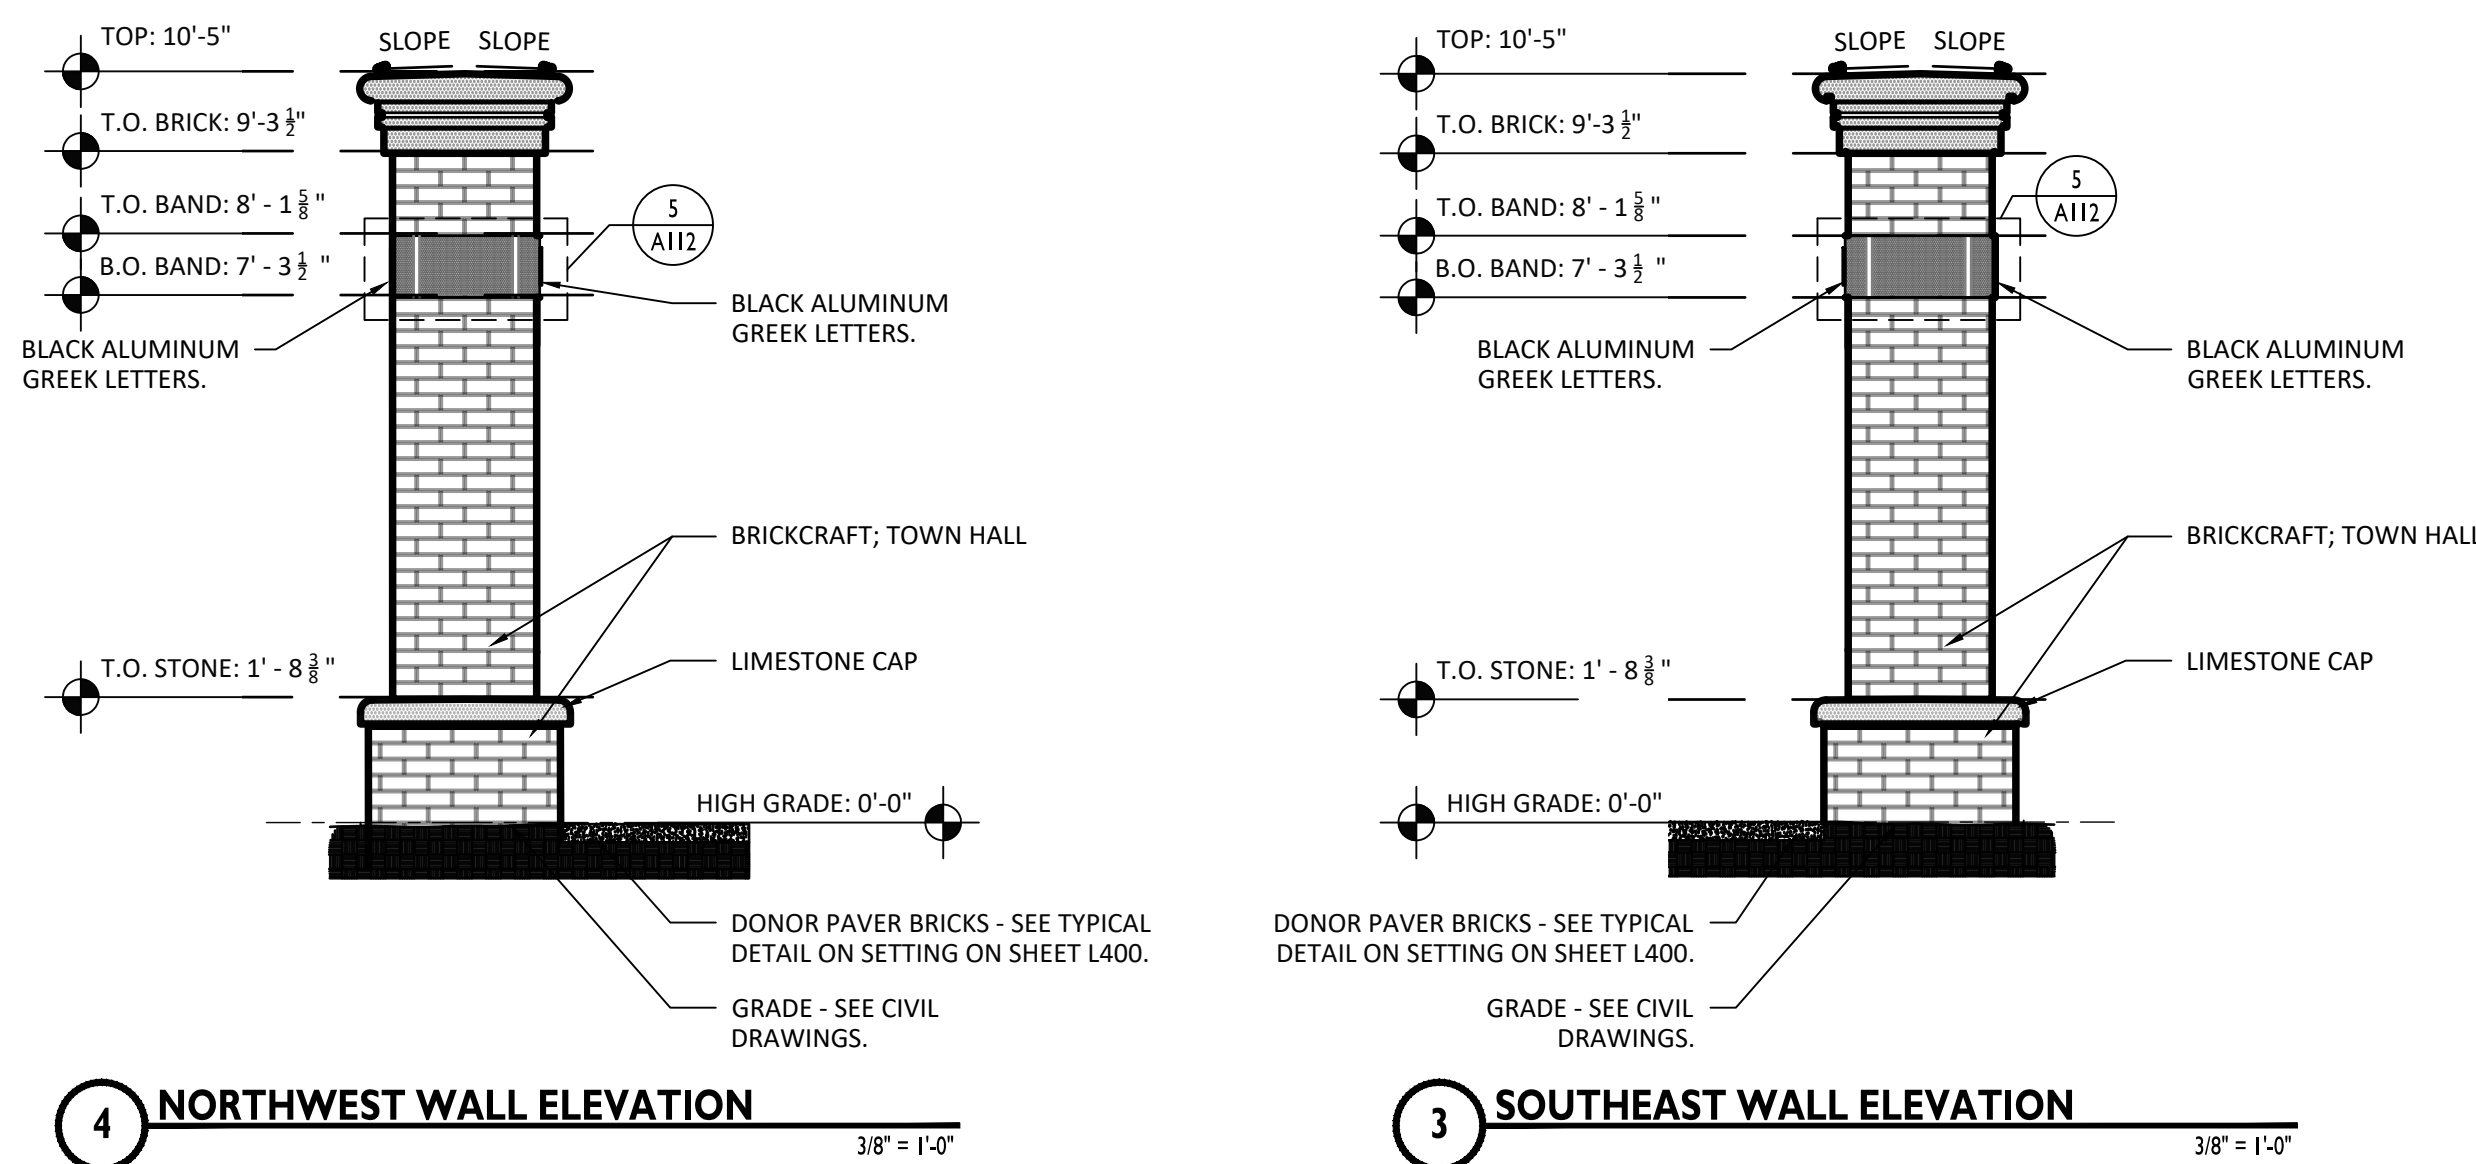 TOP: 10'-5"
SLOPE SLOPE
T.O. BRICK: 9'-3 1/2"
T.O. BAND: 8' - 1 5/8 "
5
A112
B.O. BAND: 7' - 3 1/2 "
BLACK ALUMINUM
GREEK LETTERS.
BLACK ALUMINUM
GREEK LETTERS.
BRICKCRAFT; TOWN HALL
T.O. STONE: 1' - 8 3/8 "
LIMESTONE CAP
HIGH GRADE: 0'-0"
DONOR PAVER BRICKS - SEE TYPICAL
DETAIL ON SETTING ON SHEET L400.
GRADE - SEE CIVIL
DRAWINGS.
4
NORTHWEST WALL ELEVATION
3/8" = 1'-0"
TOP: 10'-5"
SLOPE SLOPE
T.O. BRICK: 9'-3 1/2"
T.O. BAND: 8' - 1 5/8 "
5
A112
B.O. BAND: 7' - 3 1/2 "
BLACK ALUMINUM
GREEK LETTERS.
BLACK ALUMINUM
GREEK LETTERS.
BRICKCRAFT; TOWN HALL
T.O. STONE: 1' - 8 3/8 "
LIMESTONE CAP
HIGH GRADE: 0'-0"
DONOR PAVER BRICKS - SEE TYPICAL
DETAIL ON SETTING ON SHEET L400.
GRADE - SEE CIVIL
DRAWINGS.
3
SOUTHEAST WALL ELEVATION
3/8" = 1'-0"